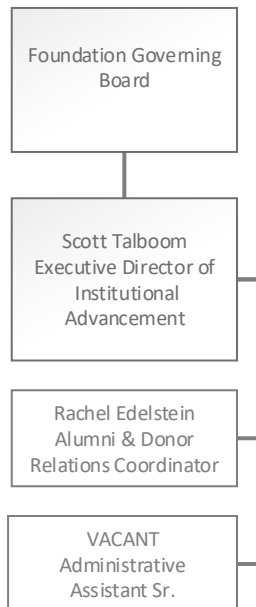 Foundation Governing
Board
Scott Talboom
Executive Director of
Institutional
Advancement
Rachel Edelstein
Alumni & Donor
Relations Coordinator
VACANT
Administrative
Assistant Sr.